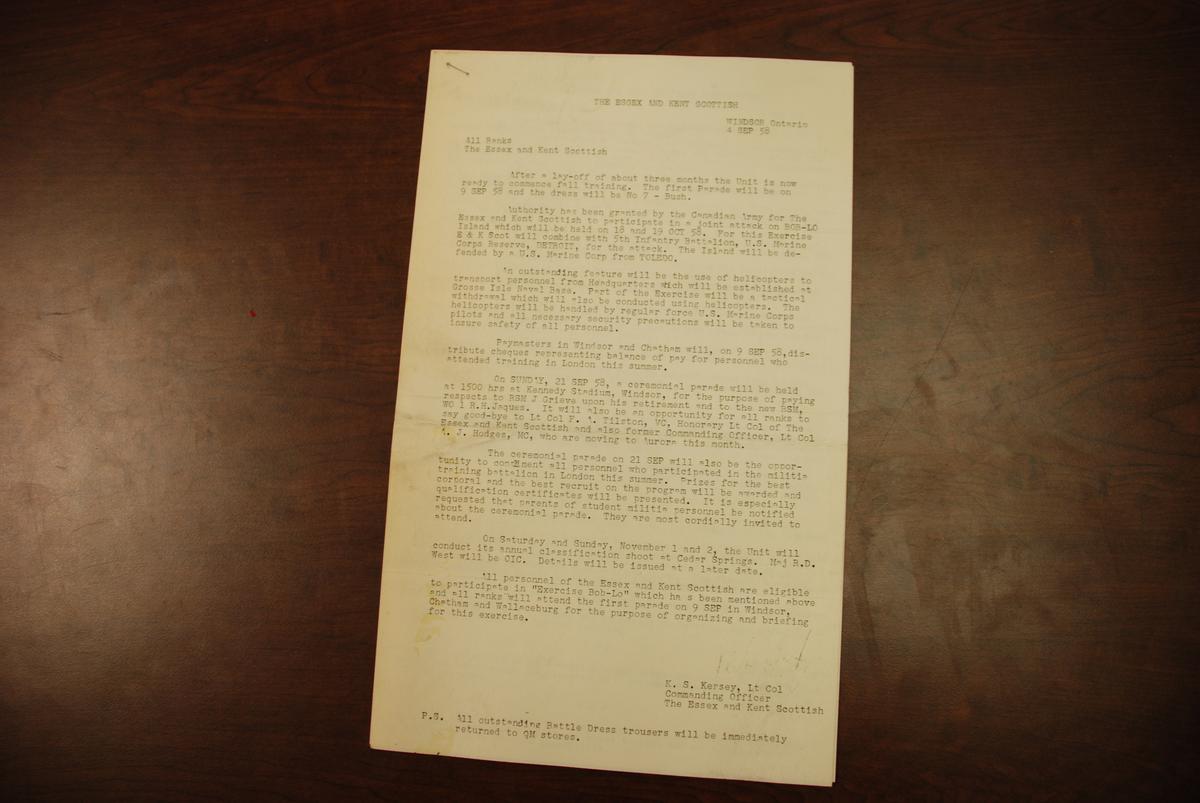 THE ESSEX AND KENT SCOTTISH
WINDSOR Ontario
4 SEP 58
All Ranks
The Essex and Kent Scottish
After a lay-off of about three months the Unit is now
ready to commence fall training. The first Parade will be on
9 SEP 58 and the dress will be No 7 - Bush.
Authority has been granted by the Canadian Army for The
Essex and Kent Scottish to participate in a joint attack on BOB-LO
Island which will be held on 18 and 19 OCT 58. For this Exercise
E & K Scot will combine with 5th Infantry Battalion, U.S. Marine
Corps Reserve, DETROIT, for the attack. The Island will be de-
fended by a U.S. Marine Corp from TOLEDO.
An outstanding feature will be the use of helicopters to
transport personnel from Headquarters which will be established at
Grosse Isle Naval Base. Part of the Exercise will be a tactical
withdrawal which will also be conducted using helicopters. The
helicopters will be handled by regular force U.S. Marine Corps
pilots and all necessary security precautions will be taken to
insure safety of all personnel.
Paymasters in Windsor and Chatham will, on 9 SEP 58,dis-
tribute cheques representing balance of pay for personnel who
attended training in London this summer.
On SUNDAY, 21 SEP 58, a ceremonial parade will be held
at 1500 hrs at Kennedy Stadium, Windsor, for the purpose of paying
respects to RSM J Grieve upon his retirement and to the new RSM,
WO 1 R.H.Jaques. It will also be an opportunity for all ranks to
say good-bye to Lt Col F. A. Tilston, VC, Honorary Lt Col of The
Essex and Kent Scottish and also former Commanding Officer, Lt Col
A. J. Hodges, MC, who are moving to Aurora this month.
The ceremonial parade on 21 SEP will also be the oppor-
tunity to compliment all personnel who participated in the militia
training battalion in London this summer. Prizes for the best
corporal and the best recruit on the program will be awarded and
qualification certificates will be presented. It is especially
requested that parents of student militia personnel be notified
about the ceremonial parade. They are most cordially invited to
attend.
On Saturday and Sunday, November 1 and 2, the Unit will
conduct its annual classification shoot at Cedar Springs. Maj R.D.
West will be OIC. Details will be issued at a later date.
All personnel of the Essex and Kent Scottish are eligible
to participate in "Exercise Bob-Lo" which has been mentioned above
and all ranks will attend the first parade on 9 SEP in Windsor,
Chatham and Wallaceburg for the purpose of organizing and briefing
for this exercise.
K. S. Kersey, Lt Col
Commanding Officer
The Essex and Kent Scottish
P.S. All outstanding Battle Dress trousers will be immediately
returned to QM stores.